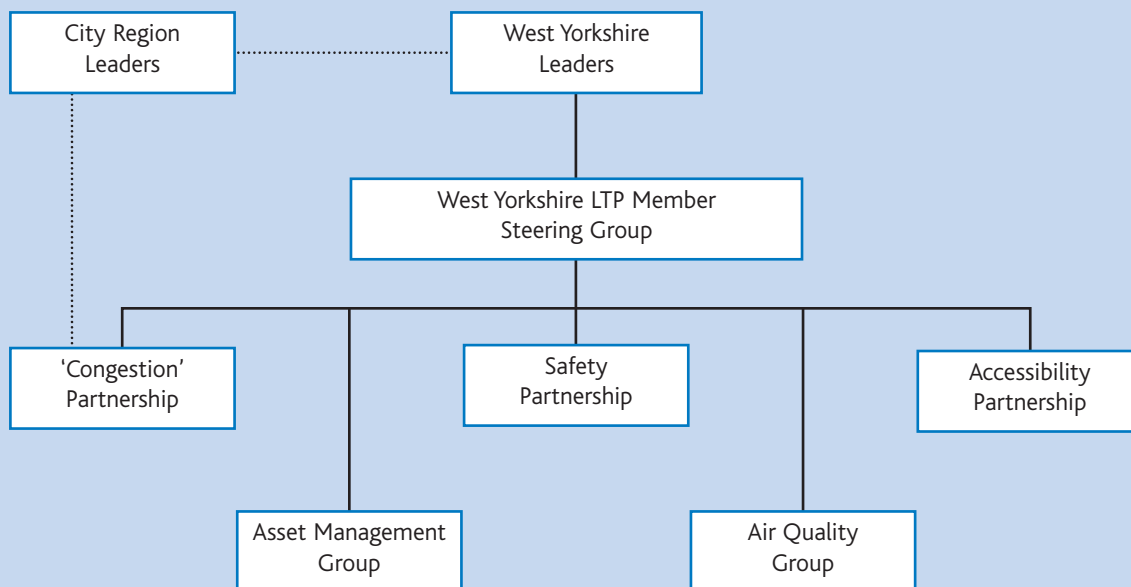 City Region
Leaders
West Yorkshire
Leaders
West Yorkshire LTP Member
Steering Group
‘Congestion’
Partnership
Safety
Partnership
Accessibility
Partnership
Asset Management
Group
Air Quality
Group